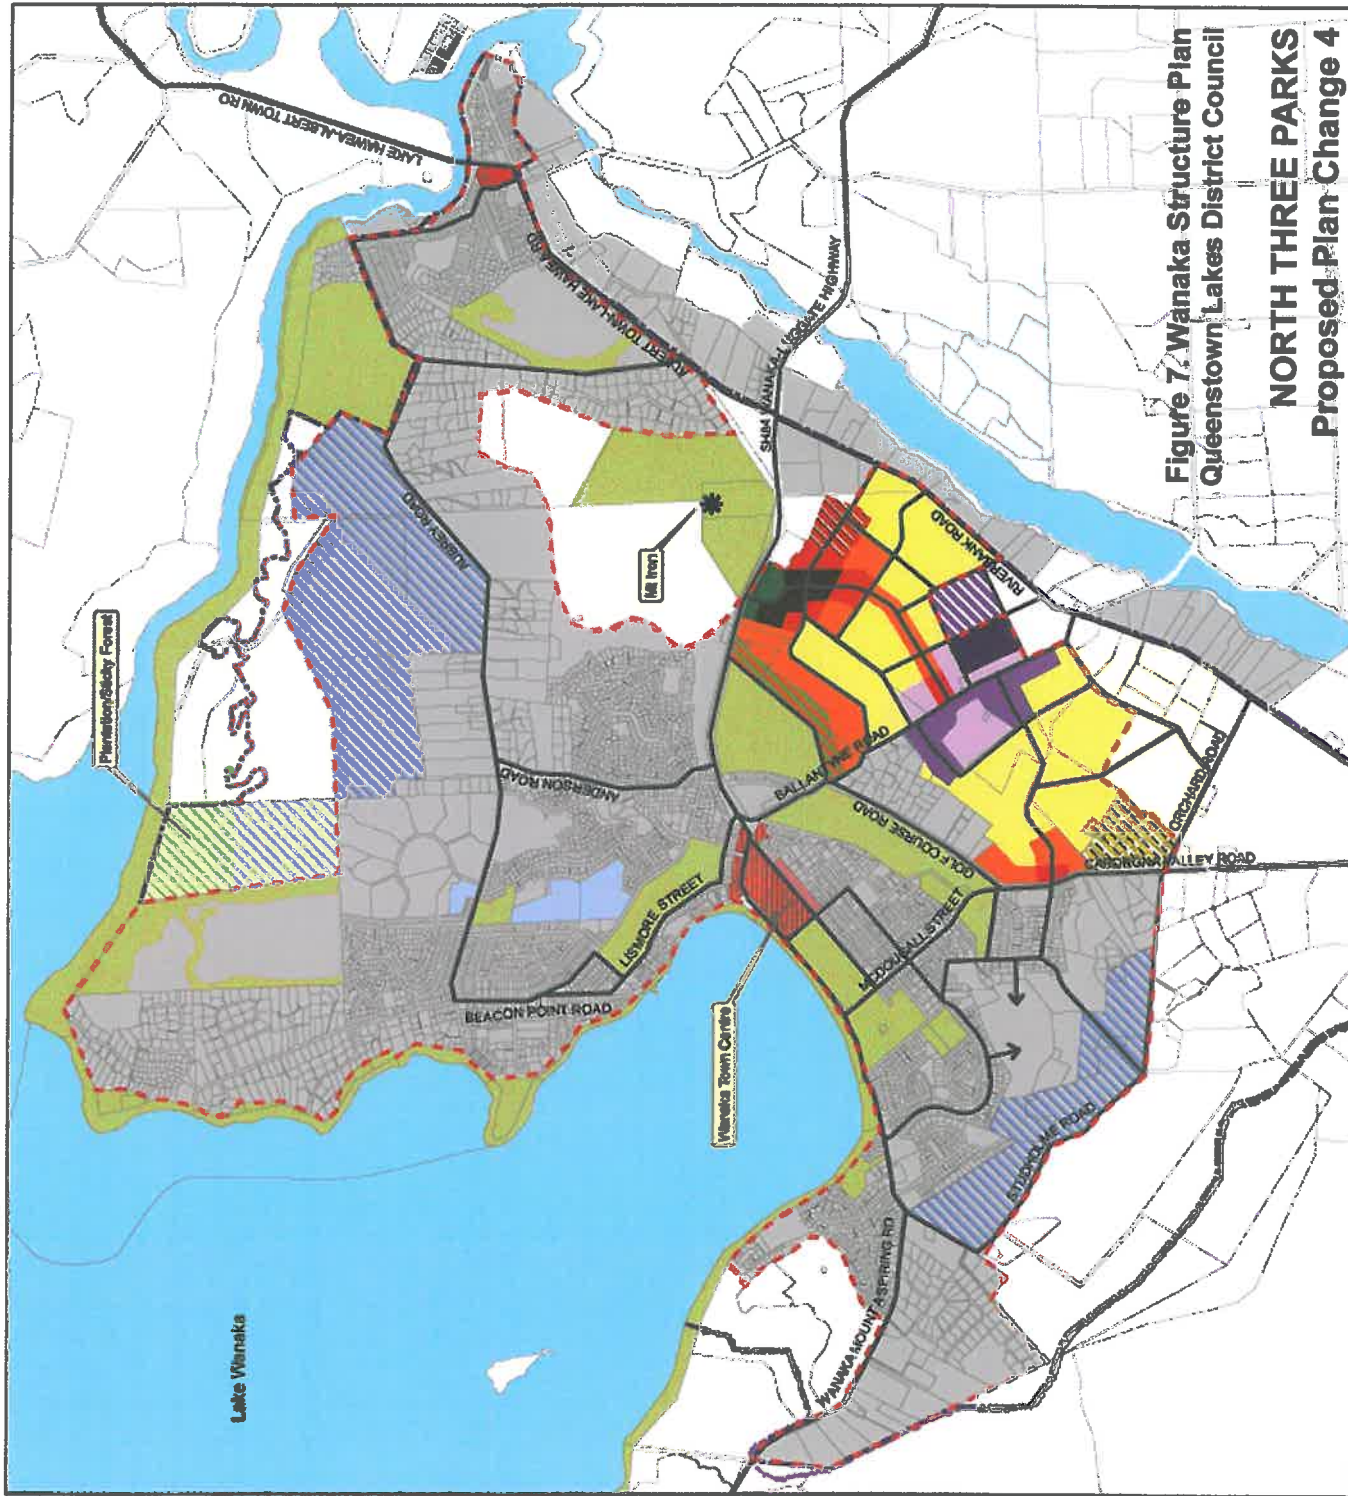 LAKE HAWEA-ALBERT TOWN RD
ALBERT TOWN-LAKE HAWEA RD
SH84 WANAKA-LUGGATE HIGHWAY
Plantation/Sticky Forest
AUBREY ROAD
Mt Iron
RIVERBANK ROAD
ANDERSON ROAD
BALLANTYNE ROAD
ORCHARD ROAD
GOLF COURSE ROAD
CARDRONA VALLEY ROAD
LISMORE STREET
MCDOUGALL STREET
BEACON POINT ROAD
Wanaka Town Centre
STUDHOLME ROAD
WANAKA MOUNT ASPIRING RD
Lake Wanaka
Figure 7. Wanaka Structure Plan
Queenstown Lakes District Council
NORTH THREE PARKS
Proposed Plan Change 4